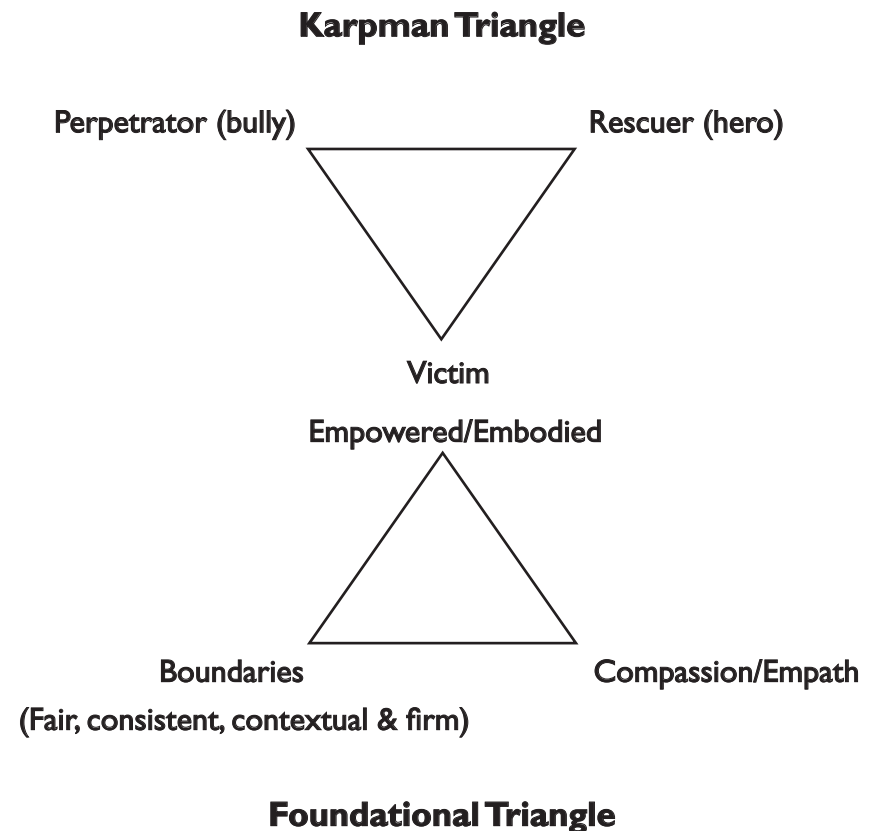 Karpman Triangle
Perpetrator (bully)
Rescuer (hero)
Victim
Empowered/Embodied
Boundaries
Compassion/Empath
(Fair, consistent, contextual & firm)
Foundational Triangle